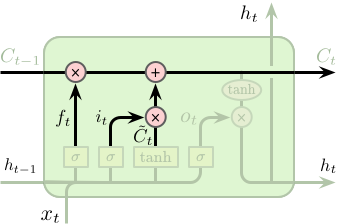 h_t
C_{t-1} × + C_t
tanh
f_t i_t × o_t ×
C̃_t
σ σ tanh σ
h_{t-1} h_t
x_t